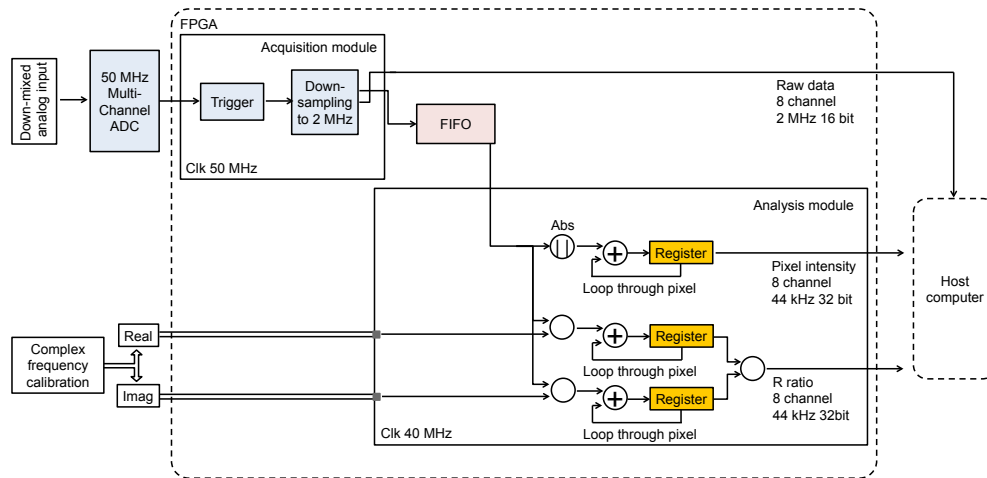 FPGA
Acquisition module
Down-mixed
analog input
50 MHz
Multi-
Channel
ADC
Trigger
Down-
sampling
to 2 MHz
Clk 50 MHz
FIFO
Raw data
8 channel
2 MHz 16 bit
Analysis module
Abs
||
+
Register
Loop through pixel
Pixel intensity
8 channel
44 kHz 32 bit
Host
computer
Complex
frequency
calibration
Real
Imag
+
Register
Loop through pixel
+
Register
Loop through pixel
R ratio
8 channel
44 kHz 32bit
Clk 40 MHz